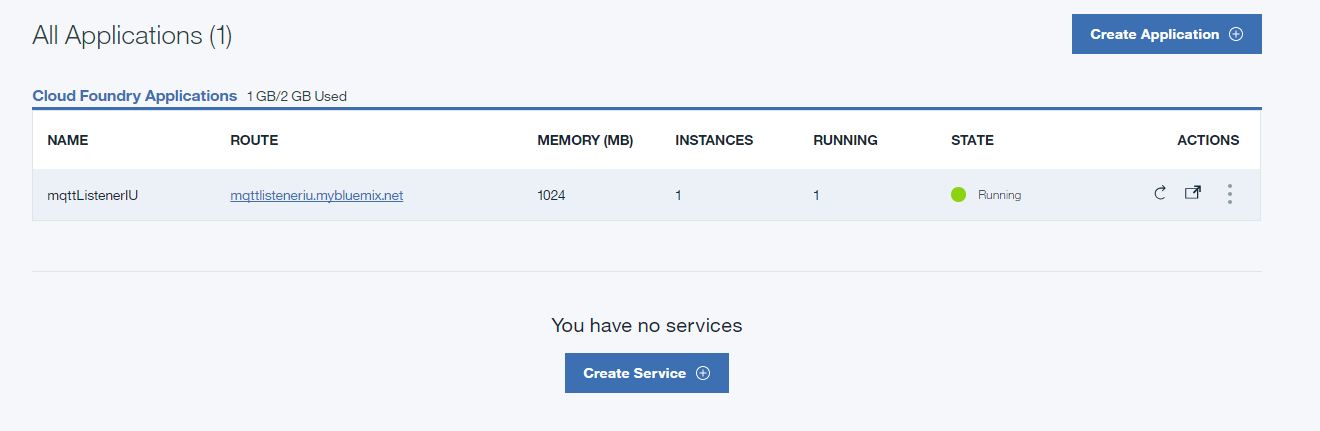 All Applications (1)
Create Application
Cloud Foundry Applications 1 GB/2 GB Used
NAME ROUTE MEMORY (MB) INSTANCES RUNNING STATE ACTIONS
mqttListenerIU mqttlisteneriu.mybluemix.net 1024 1 1 Running
You have no services
Create Service